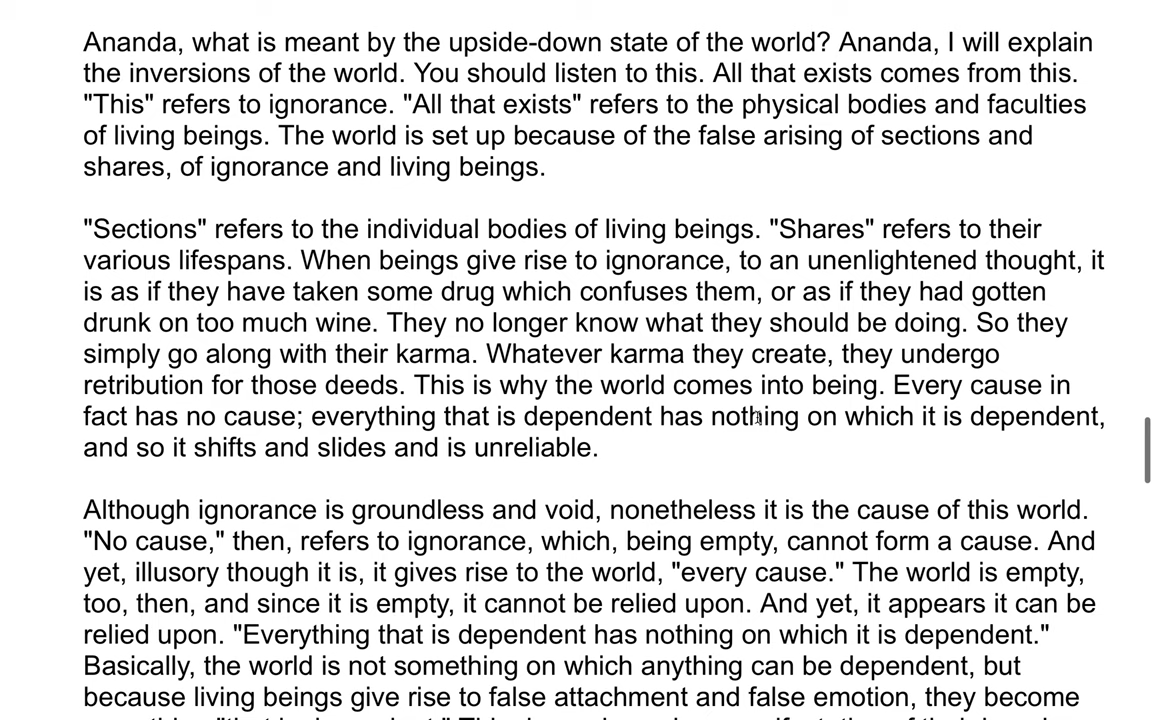 Ananda, what is meant by the upside-down state of the world? Ananda, I will explain
the inversions of the world. You should listen to this. All that exists comes from this.
"This" refers to ignorance. "All that exists" refers to the physical bodies and faculties
of living beings. The world is set up because of the false arising of sections and
shares, of ignorance and living beings.
"Sections" refers to the individual bodies of living beings. "Shares" refers to their
various lifespans. When beings give rise to ignorance, to an unenlightened thought, it
is as if they have taken some drug which confuses them, or as if they had gotten
drunk on too much wine. They no longer know what they should be doing. So they
simply go along with their karma. Whatever karma they create, they undergo
retribution for those deeds. This is why the world comes into being. Every cause in
fact has no cause; everything that is dependent has nothing on which it is dependent,
and so it shifts and slides and is unreliable.
Although ignorance is groundless and void, nonetheless it is the cause of this world.
"No cause," then, refers to ignorance, which, being empty, cannot form a cause. And
yet, illusory though it is, it gives rise to the world, "every cause." The world is empty,
too, then, and since it is empty, it cannot be relied upon. And yet, it appears it can be
relied upon. "Everything that is dependent has nothing on which it is dependent."
Basically, the world is not something on which anything can be dependent, but
because living beings give rise to false attachment and false emotion, they become